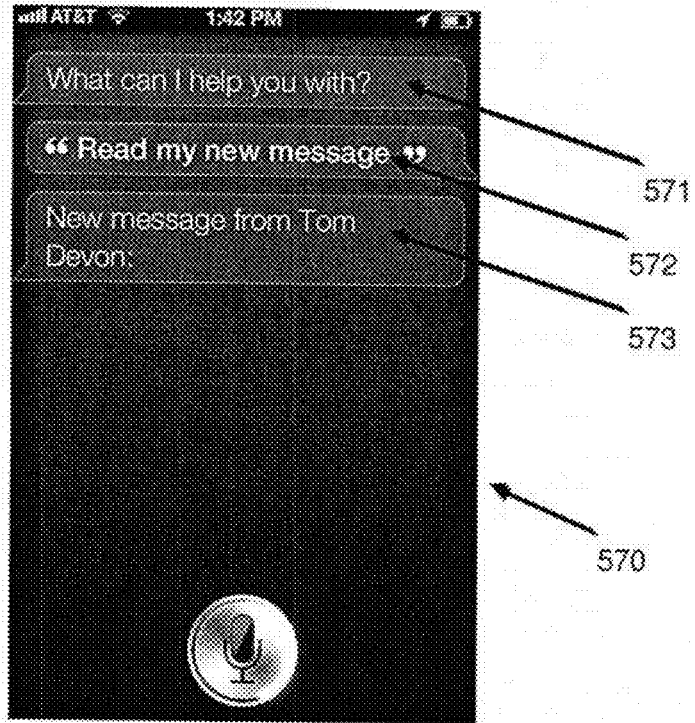 AT&T 1:42 PM
What can I help you with?
“ Read my new message ”
New message from Tom
Devon:
571
572
573
570